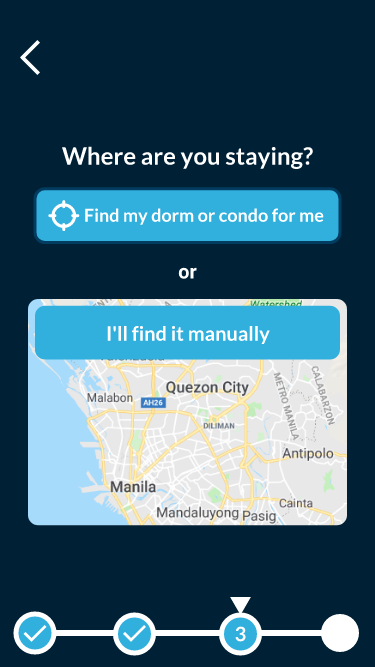 Where are you staying?
Find my dorm or condo for me
or
Watershed
I'll find it manually
Quezon City
METRO MANILA
CALABARZON
Malabon
AH26
DILIMAN
Antipolo
Manila
Cainta
Mandaluyong
Pasig
3